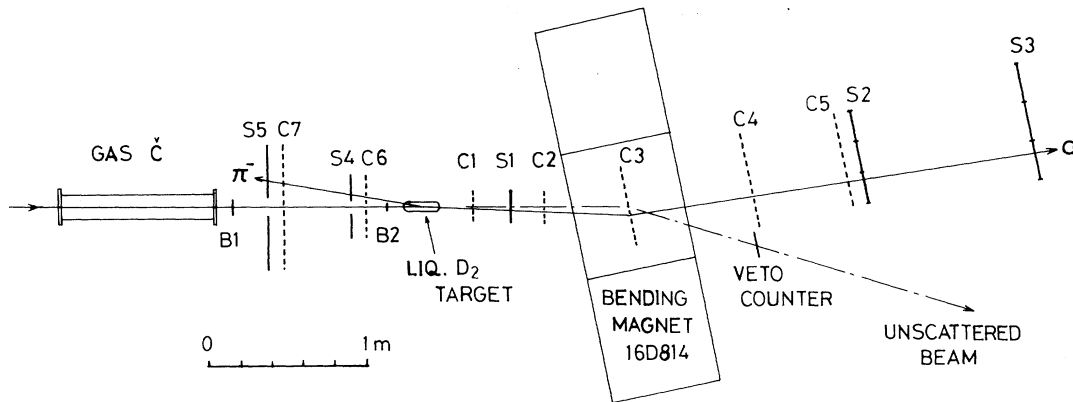 GAS Č
S5
C7
π⁻
S4
C6
B1
B2
LIQ. D₂
TARGET
C1
S1
C2
C3
BENDING
MAGNET
16D814
C4
VETO
COUNTER
C5
S2
S3
d
UNSCATTERED
BEAM
0
1m